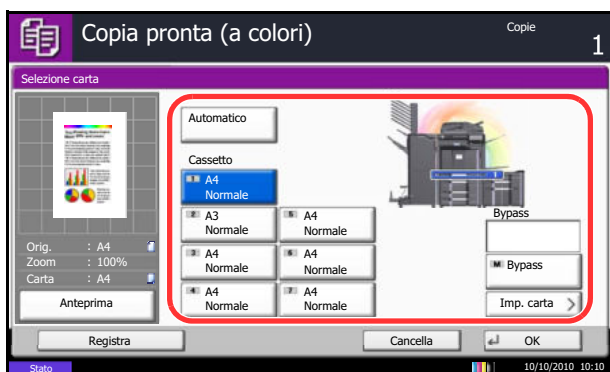 Copia pronta (a colori)
Copie
1
Selezione carta
Automatico
Cassetto
1 A4
Normale
2 A3
Normale
3 A4
Normale
4 A4
Normale
5 A4
Normale
6 A4
Normale
7 A4
Normale
1
Bypass
M Bypass
Imp. carta
Orig. : A4
Zoom : 100%
Carta : A4
Anteprima
Registra
Cancella
OK
Stato
10/10/2010 10:10